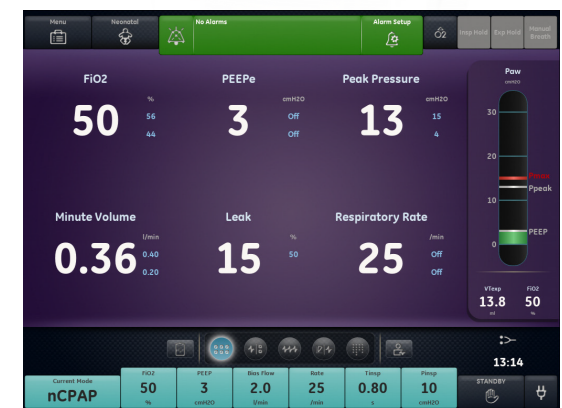 Menu
Neonatal
No Alarms
Alarm Setup
O2
Insp Hold
Exp Hold
Manual
Breath
FiO2
50
%
56
44
PEEPe
3
cmH2O
Off
Off
Peak Pressure
13
cmH2O
15
4
Minute Volume
0.36
l/min
0.40
0.20
Leak
15
%
50
Respiratory Rate
25
/min
Off
Off
Paw
cmH2O
30
20
Pmax
Ppeak
10
PEEP
0
VTexp
13.8
ml
FiO2
50
%
13:14
Current Mode
nCPAP
FiO2
50
%
PEEP
3
cmH2O
Bias Flow
2.0
l/min
Rate
25
/min
Tinsp
0.80
s
Pinsp
10
cmH2O
STANDBY